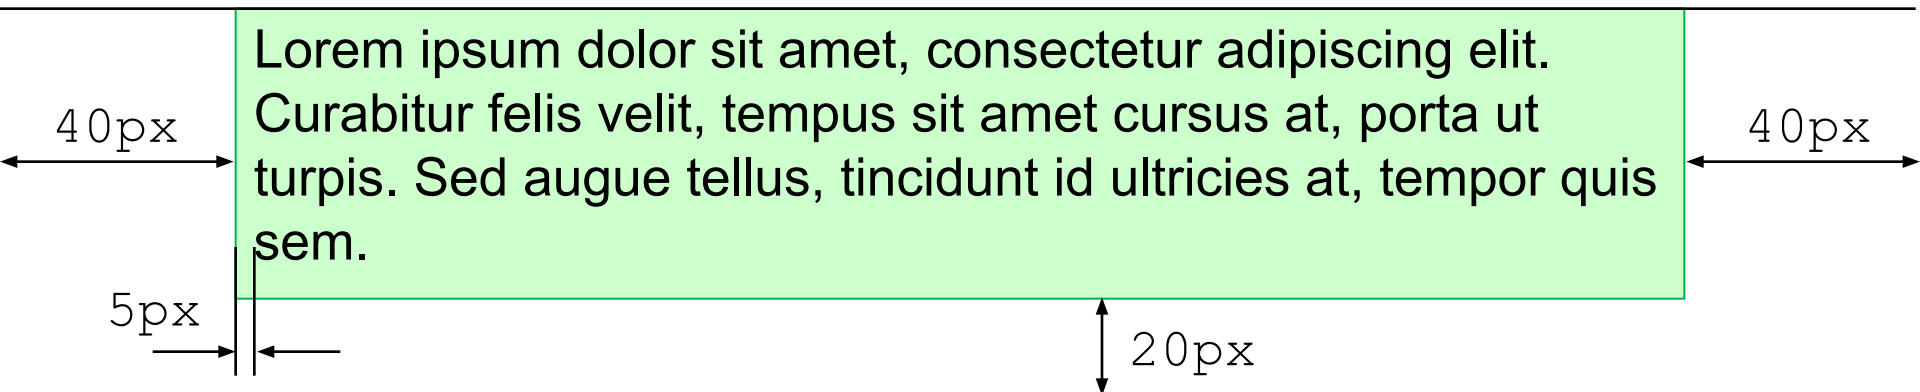 Lorem ipsum dolor sit amet, consectetur adipiscing elit.
Curabitur felis velit, tempus sit amet cursus at, porta ut
turpis. Sed augue tellus, tincidunt id ultricies at, tempor quis
sem.
40px
40px
5px
20px